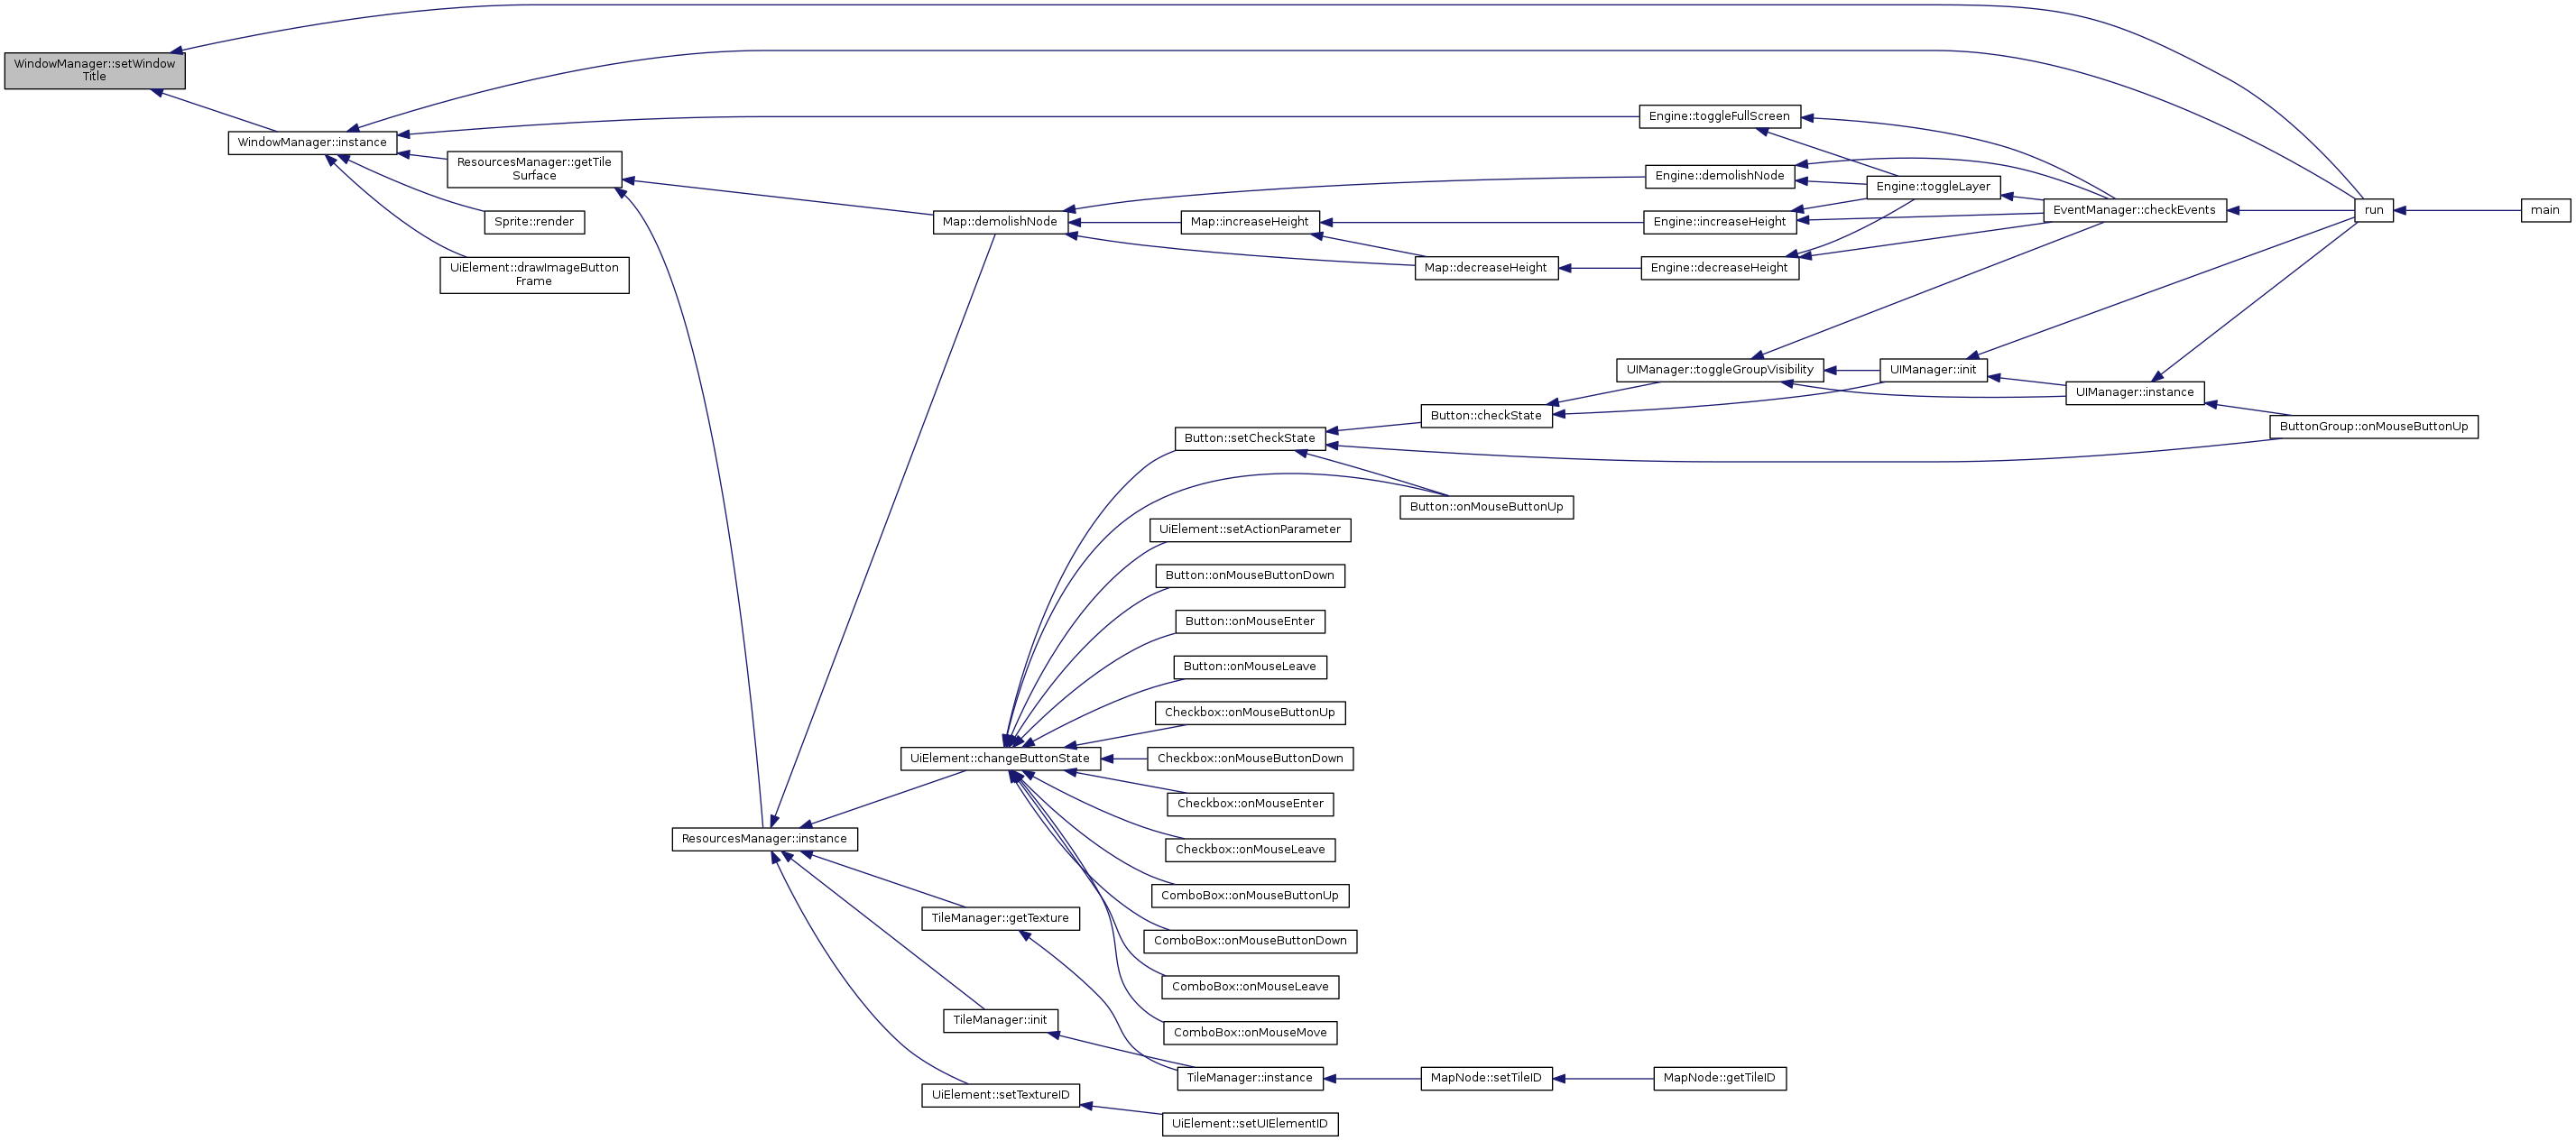 WindowManager::setWindow
Title
WindowManager::instance
ResourcesManager::getTile
Surface
Sprite::render
UiElement::drawImageButton
Frame
Map::demolishNode
Map::increaseHeight
Map::decreaseHeight
Engine::toggleFullScreen
Engine::demolishNode
Engine::increaseHeight
Engine::decreaseHeight
Engine::toggleLayer
EventManager::checkEvents
run
main
UIManager::toggleGroupVisibility
UIManager::init
UIManager::instance
ButtonGroup::onMouseButtonUp
Button::checkState
Button::setCheckState
Button::onMouseButtonUp
UiElement::setActionParameter
Button::onMouseButtonDown
Button::onMouseEnter
Button::onMouseLeave
Checkbox::onMouseButtonUp
UiElement::changeButtonState
Checkbox::onMouseButtonDown
Checkbox::onMouseEnter
Checkbox::onMouseLeave
ResourcesManager::instance
ComboBox::onMouseButtonUp
TileManager::getTexture
ComboBox::onMouseButtonDown
ComboBox::onMouseLeave
TileManager::init
ComboBox::onMouseMove
TileManager::instance
MapNode::setTileID
MapNode::getTileID
UiElement::setTextureID
UiElement::setUIElementID